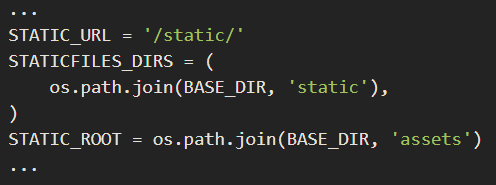 ...
STATIC_URL = '/static/'
STATICFILES_DIRS = (
    os.path.join(BASE_DIR, 'static'),
)
STATIC_ROOT = os.path.join(BASE_DIR, 'assets')
...